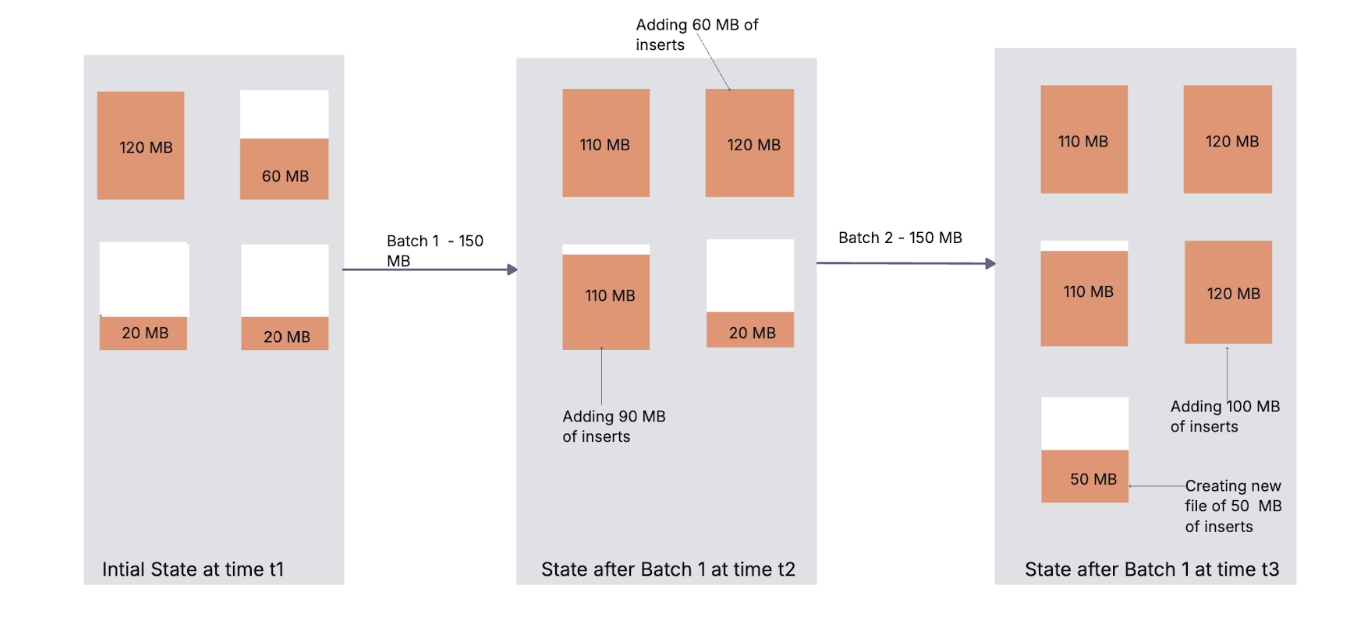 Adding 60 MB of
inserts
120 MB
60 MB
20 MB
20 MB
Intial State at time t1
Batch 1  - 150
MB
110 MB
120 MB
110 MB
20 MB
Adding 90 MB
of inserts
State after Batch 1 at time t2
Batch 2 - 150 MB
110 MB
120 MB
110 MB
120 MB
Adding 100 MB
of inserts
50 MB
Creating new
file of 50  MB
of inserts
State after Batch 1 at time t3